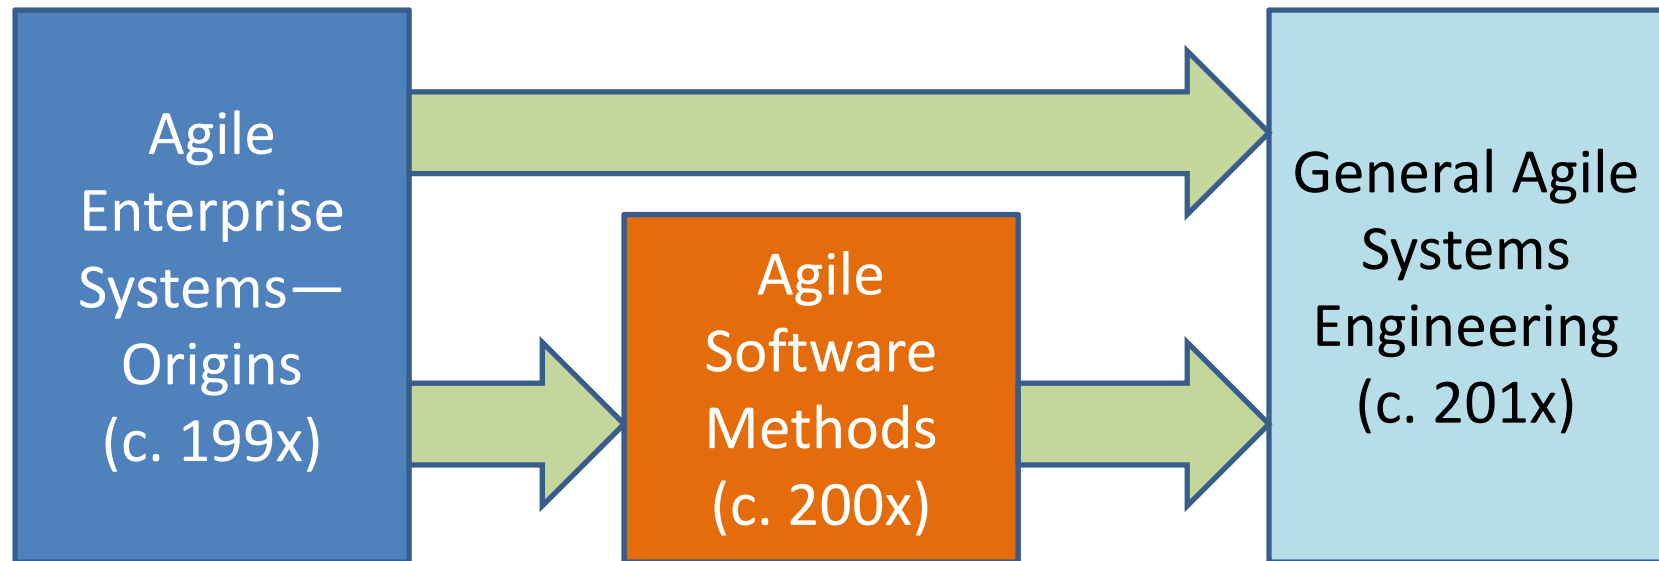 Agile
Enterprise
Systems—
Origins
(c. 199x)
Agile
Software
Methods
(c. 200x)
General Agile
Systems
Engineering
(c. 201x)